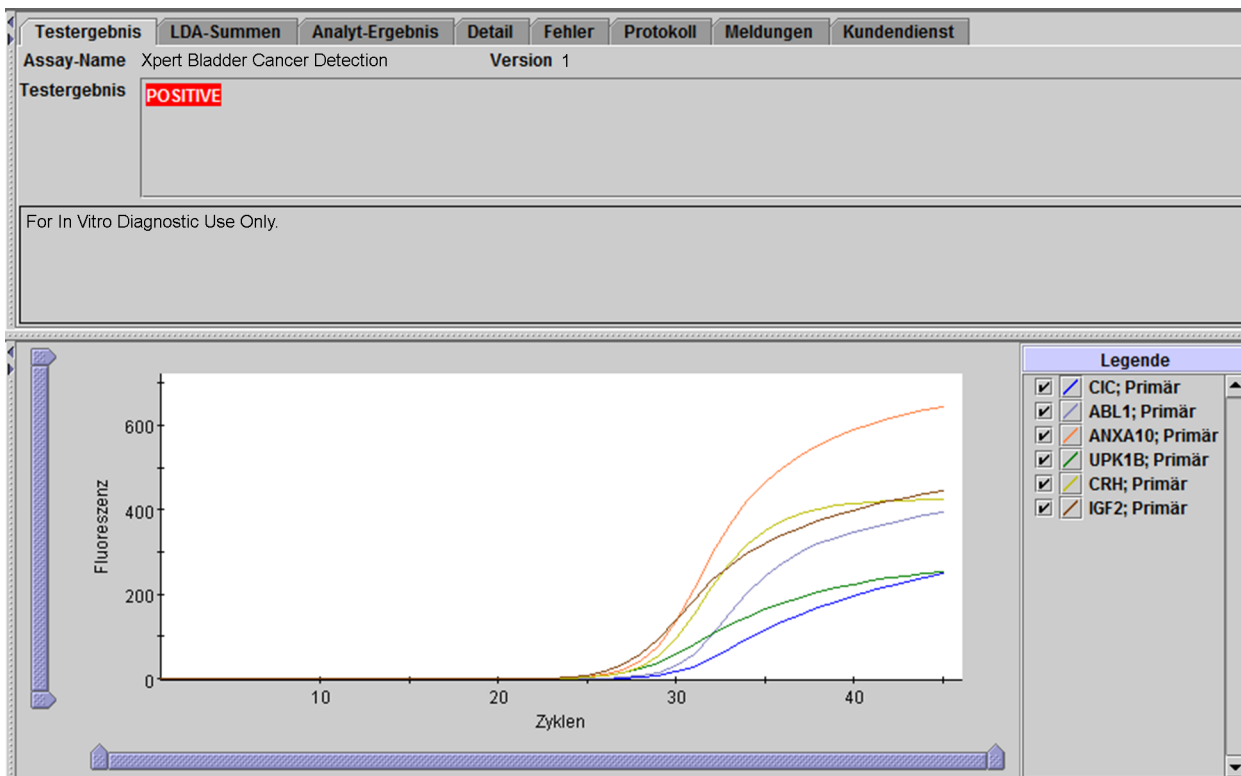 Testergebnis LDA-Summen Analyt-Ergebnis Detail Fehler Protokoll Meldungen Kundendienst
Assay-Name Xpert Bladder Cancer Detection Version 1
Testergebnis POSITIVE
For In Vitro Diagnostic Use Only.
Legende
CIC; Primär
ABL1; Primär
ANXA10; Primär
UPK1B; Primär
CRH; Primär
IGF2; Primär
Fluoreszenz
600
400
200
0
10 20 30 40
Zyklen